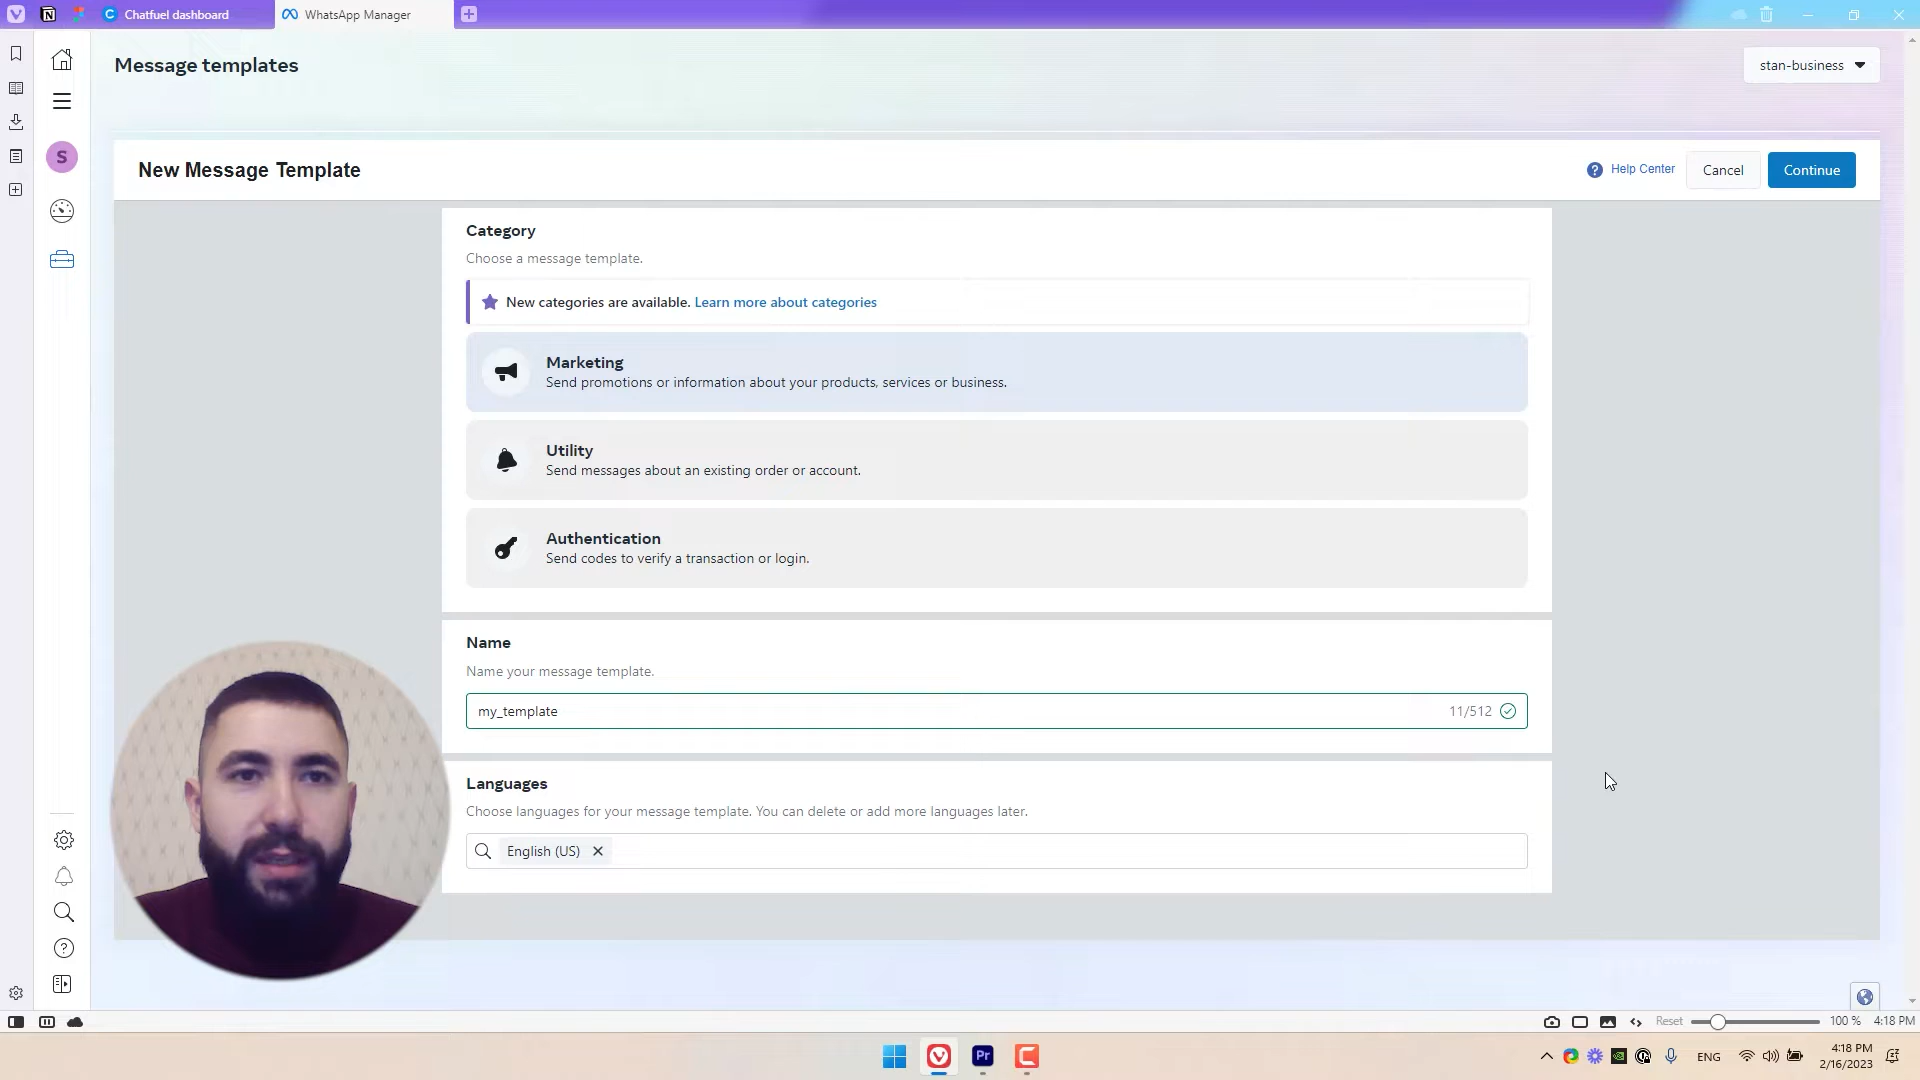 Chatfuel dashboard
WhatsApp Manager
Message templates
stan-business
S
New Message Template
Help Center
Cancel
Continue
Category
Choose a message template.
New categories are available. Learn more about categories
Marketing
Send promotions or information about your products, services or business.
Utility
Send messages about an existing order or account.
Authentication
Send codes to verify a transaction or login.
Name
Name your message template.
my_template
11/512
Languages
Choose languages for your message template. You can delete or add more languages later.
English (US)
Reset
100 %
4:18 PM
Pr
ENG
4:18 PM
2/16/2023